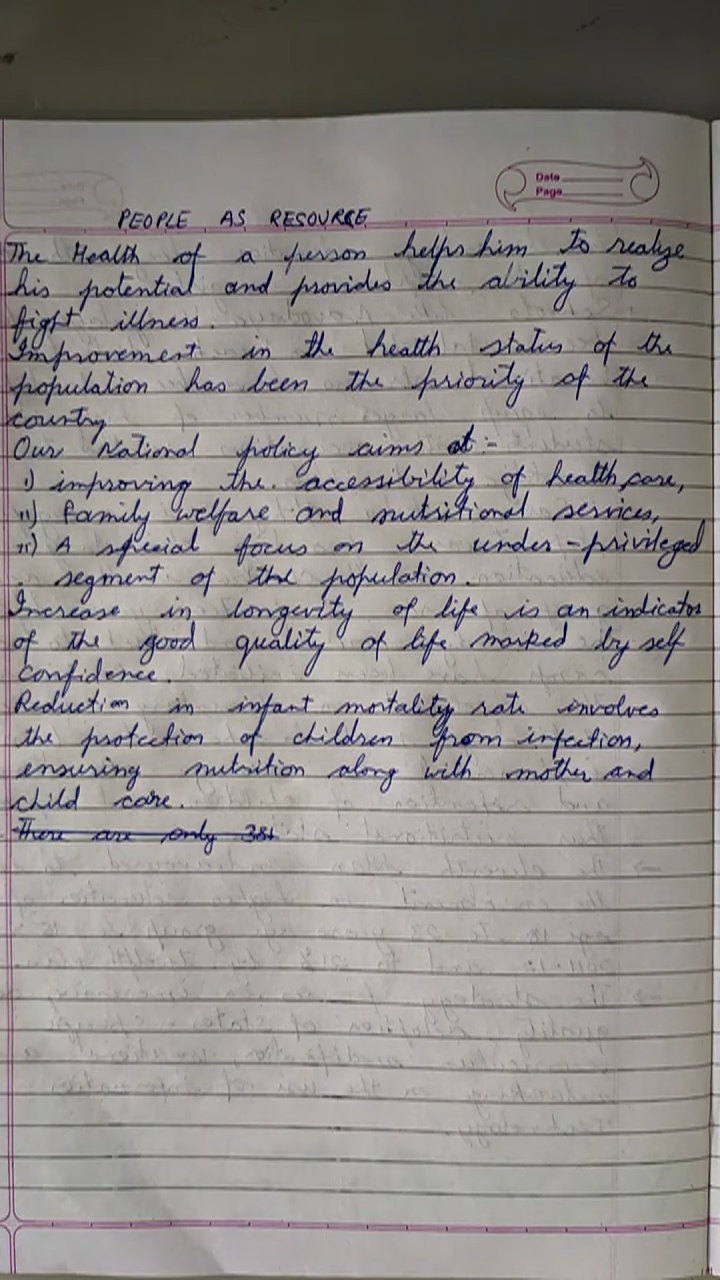 Date
Page
PEOPLE AS RESOURCE
The Health of a person helps him to realize
his potential and provides the ability to
fight illness.
Improvement in the health status of the
population has been the priority of the
country
Our National policy aims at :-
i) improving the accessibility of health care,
ii) family welfare and nutritional services,
iii) A special focus on the under-privileged
segment of the population.
Increase in longevity of life is an indicator
of the good quality of life marked by self
confidence.
Reduction in infant mortality rate involves
the protection of children from infection,
ensuring nutrition along with mother and
child care.
There are only 381